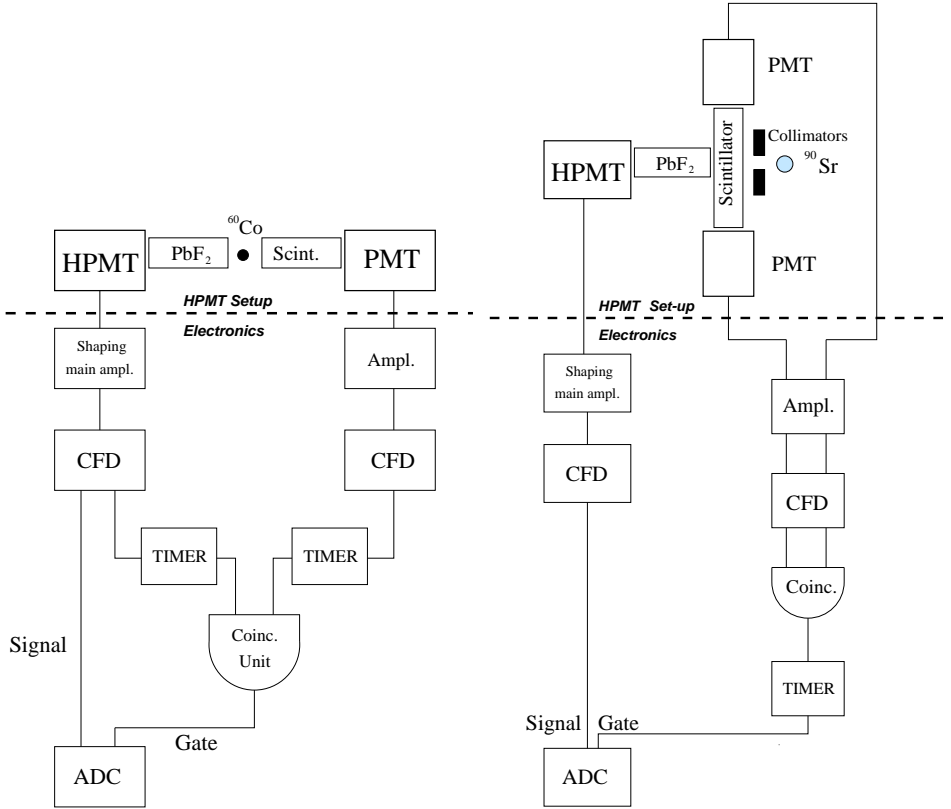 60Co
HPMT
PbF2
Scint.
PMT
HPMT Setup
Electronics
Shaping
main ampl.
Ampl.
CFD
CFD
TIMER
TIMER
Coinc.
Unit
Signal
Gate
ADC
PMT
Scintillator
Collimators
90Sr
HPMT
PbF2
PMT
HPMT Set-up
Electronics
Shaping
main ampl.
Ampl.
CFD
CFD
Coinc.
TIMER
Signal
Gate
ADC